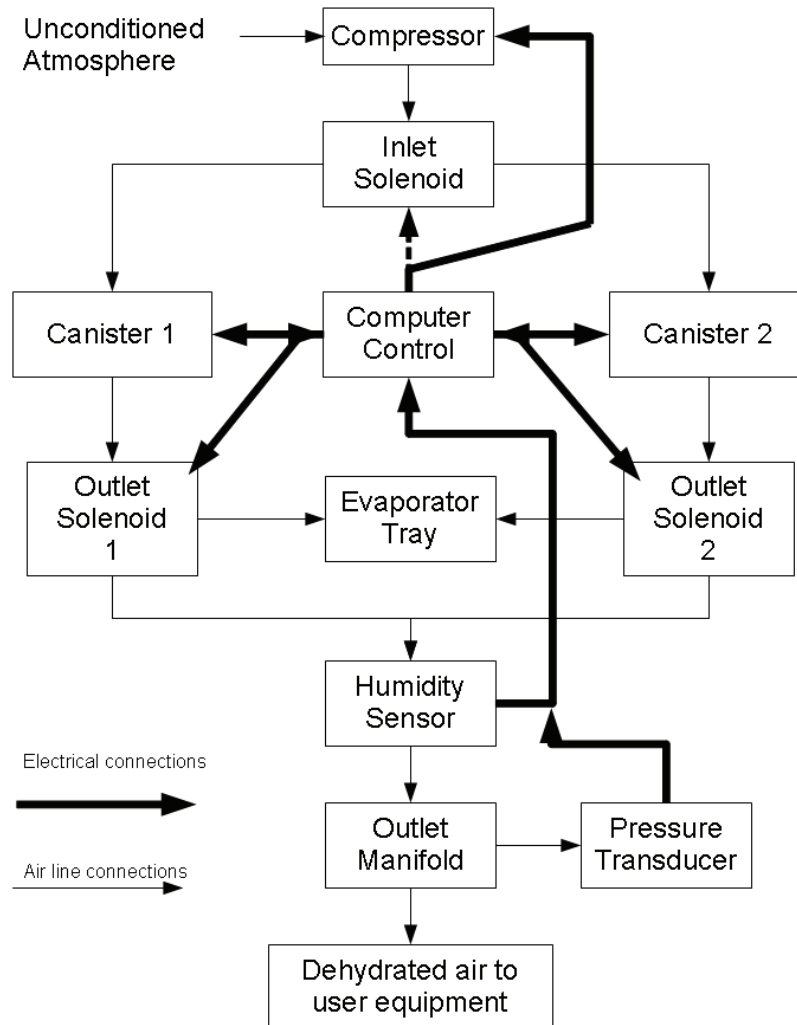 Unconditioned
Atmosphere
Compressor
Inlet
Solenoid
Canister 1
Computer
Control
Canister 2
Outlet
Solenoid
1
Evaporator
Tray
Outlet
Solenoid
2
Humidity
Sensor
Electrical connections
Outlet
Manifold
Pressure
Transducer
Air line connections
Dehydrated air to
user equipment